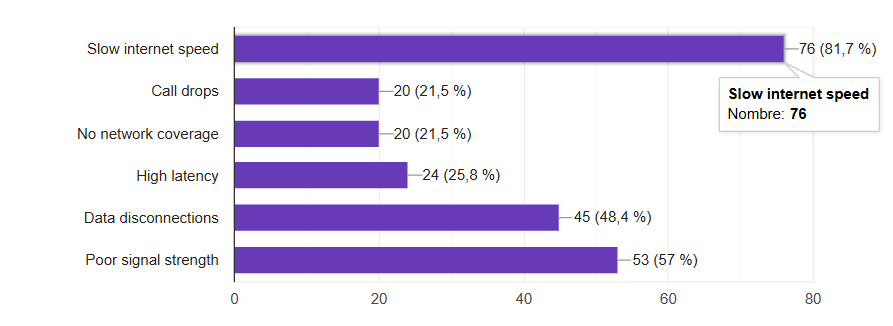 Slow internet speed 76 (81,7 %)
Slow internet speed
Nombre: 76
Call drops 20 (21,5 %)
No network coverage 20 (21,5 %)
High latency 24 (25,8 %)
Data disconnections 45 (48,4 %)
Poor signal strength 53 (57 %)
0 20 40 60 80